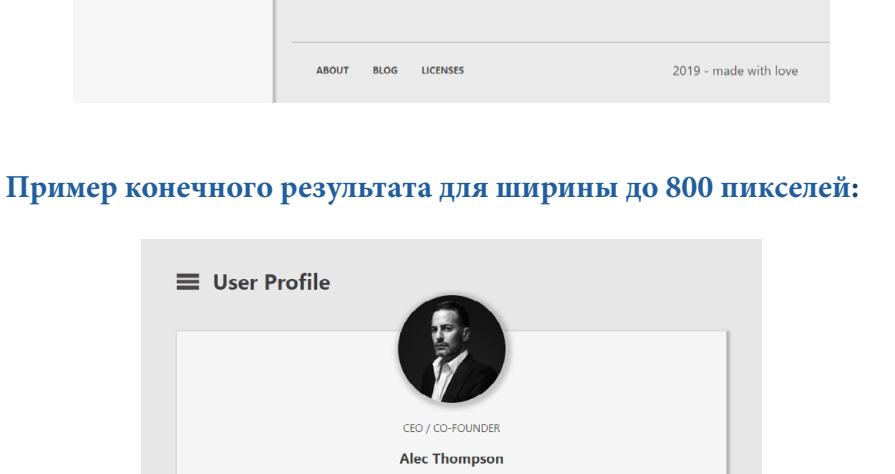 ABOUT BLOG LICENSES 2019 - made with love
Пример конечного результата для ширины до 800 пикселей:
User Profile
CEO / CO-FOUNDER
Alec Thompson